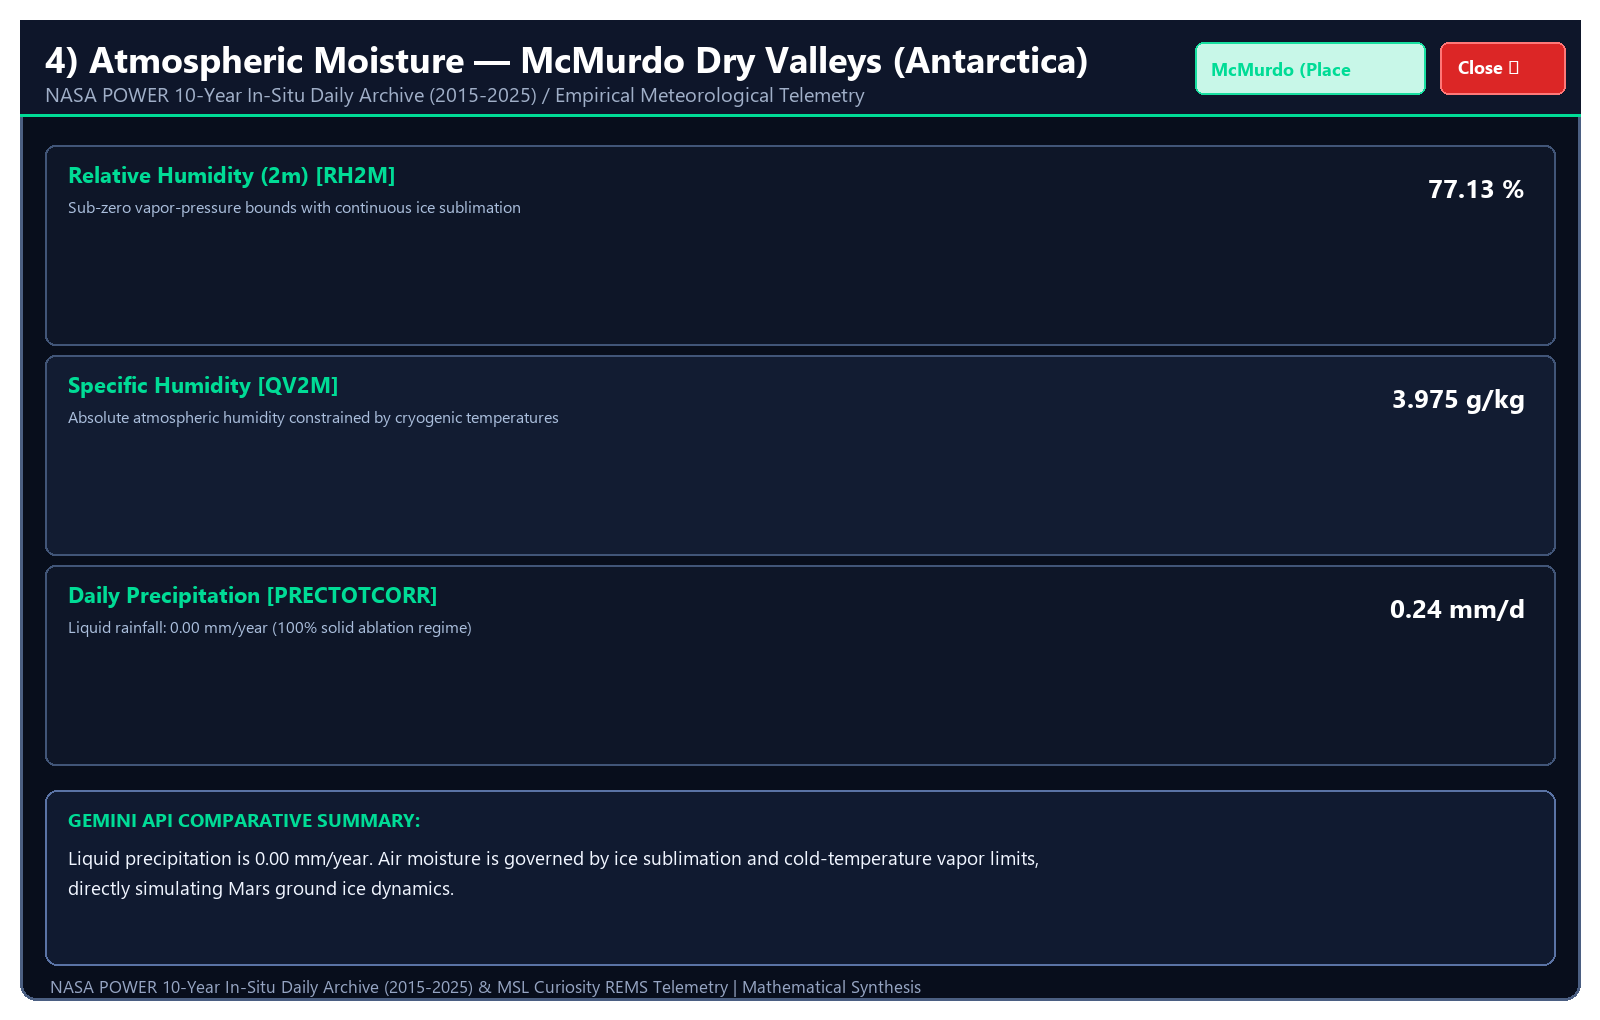 4) Atmospheric Moisture — McMurdo Dry Valleys (Antarctica)
NASA POWER 10-Year In-Situ Daily Archive (2015-2025) / Empirical Meteorological Telemetry
McMurdo (Place
Close
Relative Humidity (2m) [RH2M]
77.13 %
Sub-zero vapor-pressure bounds with continuous ice sublimation
Specific Humidity [QV2M]
3.975 g/kg
Absolute atmospheric humidity constrained by cryogenic temperatures
Daily Precipitation [PRECTOTCORR]
0.24 mm/d
Liquid rainfall: 0.00 mm/year (100% solid ablation regime)
GEMINI API COMPARATIVE SUMMARY:
Liquid precipitation is 0.00 mm/year. Air moisture is governed by ice sublimation and cold-temperature vapor limits,
directly simulating Mars ground ice dynamics.
NASA POWER 10-Year In-Situ Daily Archive (2015-2025) & MSL Curiosity REMS Telemetry | Mathematical Synthesis